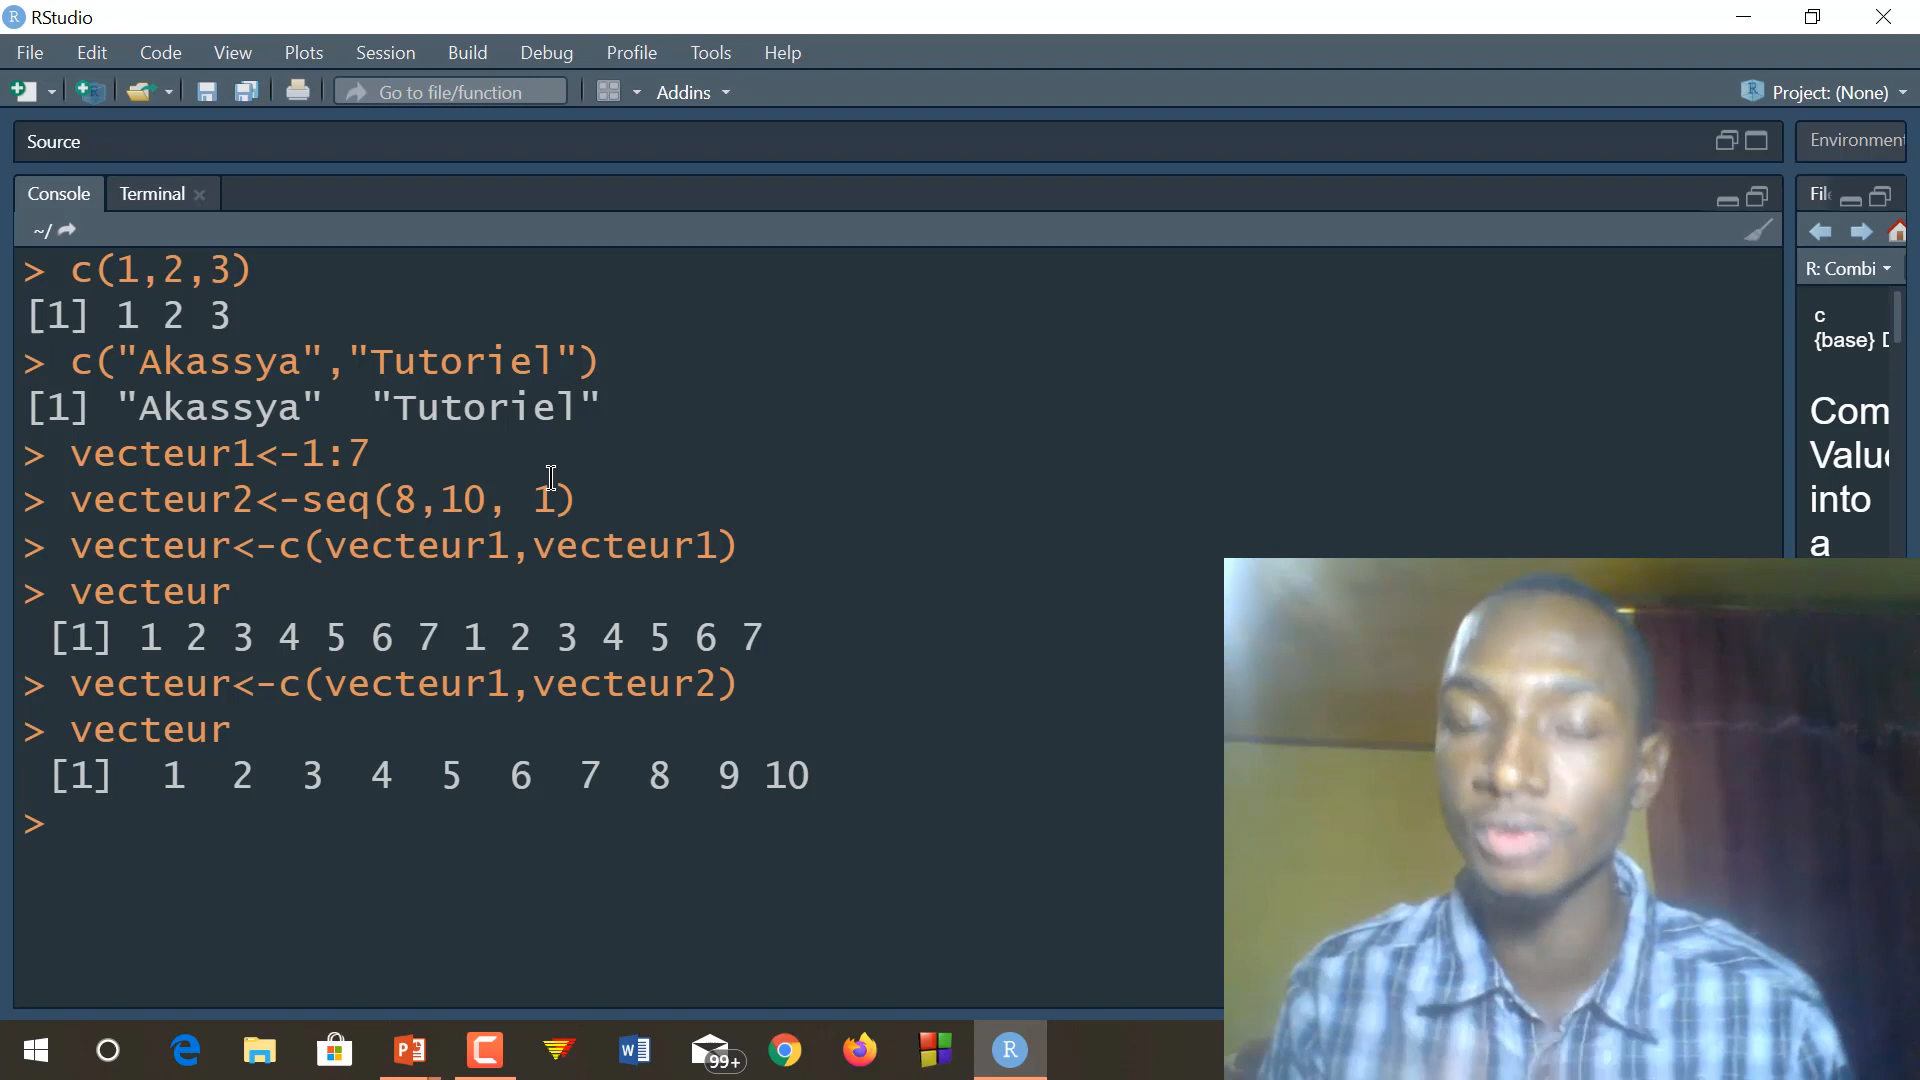 RStudio
File Edit Code View Plots Session Build Debug Profile Tools Help
Go to file/function Addins Project: (None)
Source
Environment
Console Terminal
~/
R: Combi
> c(1,2,3)
[1] 1 2 3
> c("Akassya","Tutoriel")
[1] "Akassya"  "Tutoriel"
> vecteur1<-1:7
> vecteur2<-seq(8,10, 1)
> vecteur<-c(vecteur1,vecteur1)
> vecteur
[1] 1 2 3 4 5 6 7 1 2 3 4 5 6 7
> vecteur<-c(vecteur1,vecteur2)
> vecteur
[1]  1  2  3  4  5  6  7  8  9 10
>
c
{base}
into
a
99+